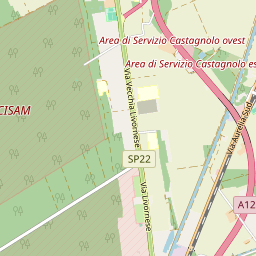 Area di Servizio Castagnolo ovest
Area di Servizio Castagnolo es
Via Vecchia Livornese
CISAM
Via Aurelia Sud
SP22
Via Livornese
A12